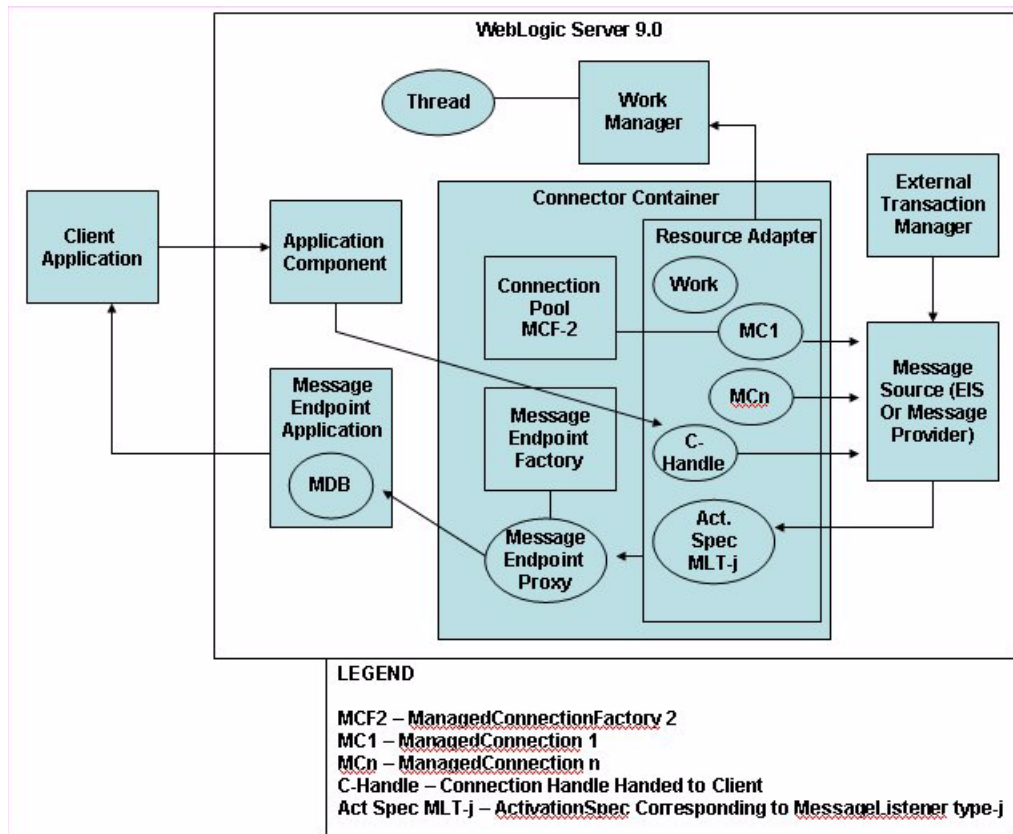 WebLogic Server 9.0
Thread
Work
Manager
Connector Container
External
Transaction
Manager
Client
Application
Application
Component
Resource Adapter
Work
Connection
Pool
MCF-2
MC1
MCn
Message
Source (EIS
Or Message
Provider)
Message
Endpoint
Application
MDB
Message
Endpoint
Factory
C-
Handle
Message
Endpoint
Proxy
Act.
Spec
MLT-j
LEGEND
MCF2 – ManagedConnectionFactory 2
MC1 – ManagedConnection 1
MCn – ManagedConnection n
C-Handle – Connection Handle Handed to Client
Act Spec MLT-j – ActivationSpec Corresponding to MessageListener type-j